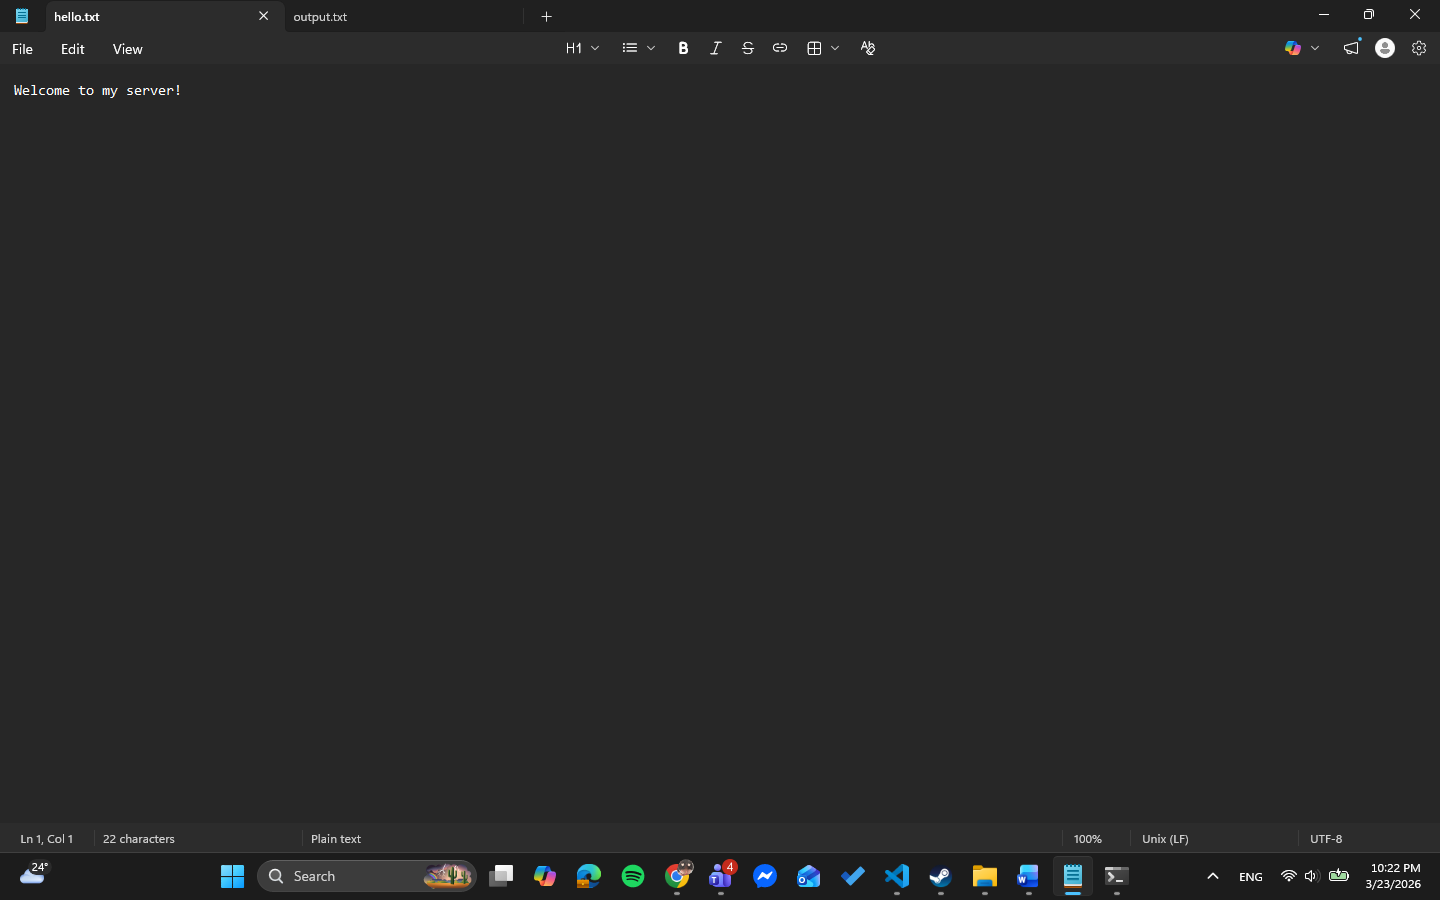 hello.txt
output.txt
File Edit View
H1
Welcome to my server!
Ln 1, Col 1
22 characters
Plain text
100%
Unix (LF)
UTF-8
24°
Search
4
ENG
10:22 PM
3/23/2026